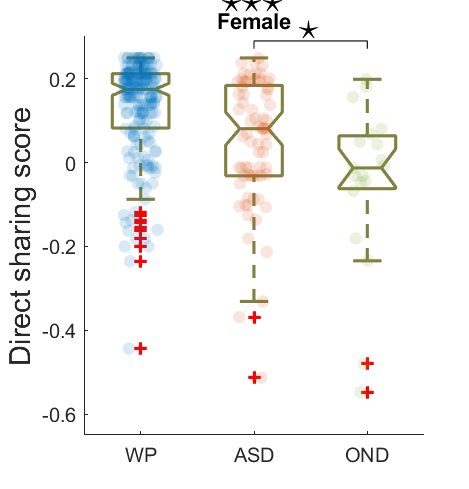 ★★★
Female
★
Direct sharing score
0.2
0
-0.2
-0.4
-0.6
WP ASD OND